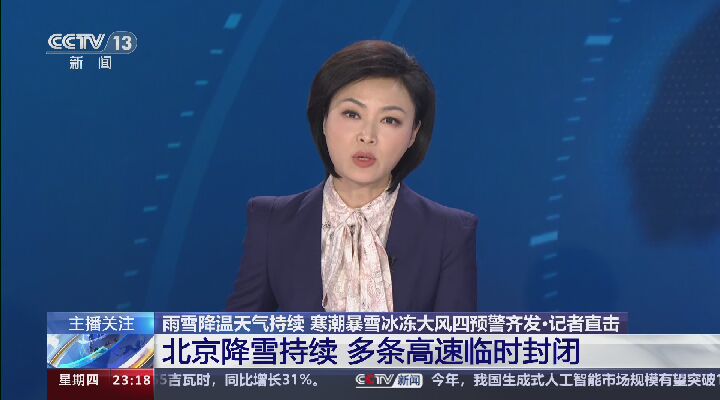 CCTV 13
新闻
主播关注
雨雪降温天气持续 寒潮暴雪冰冻大风四预警齐发·记者直击
北京降雪持续 多条高速临时封闭
星期四 23:18 55吉瓦时，同比增长31%。 CCTV新闻 今年，我国生成式人工智能市场规模有望突破1